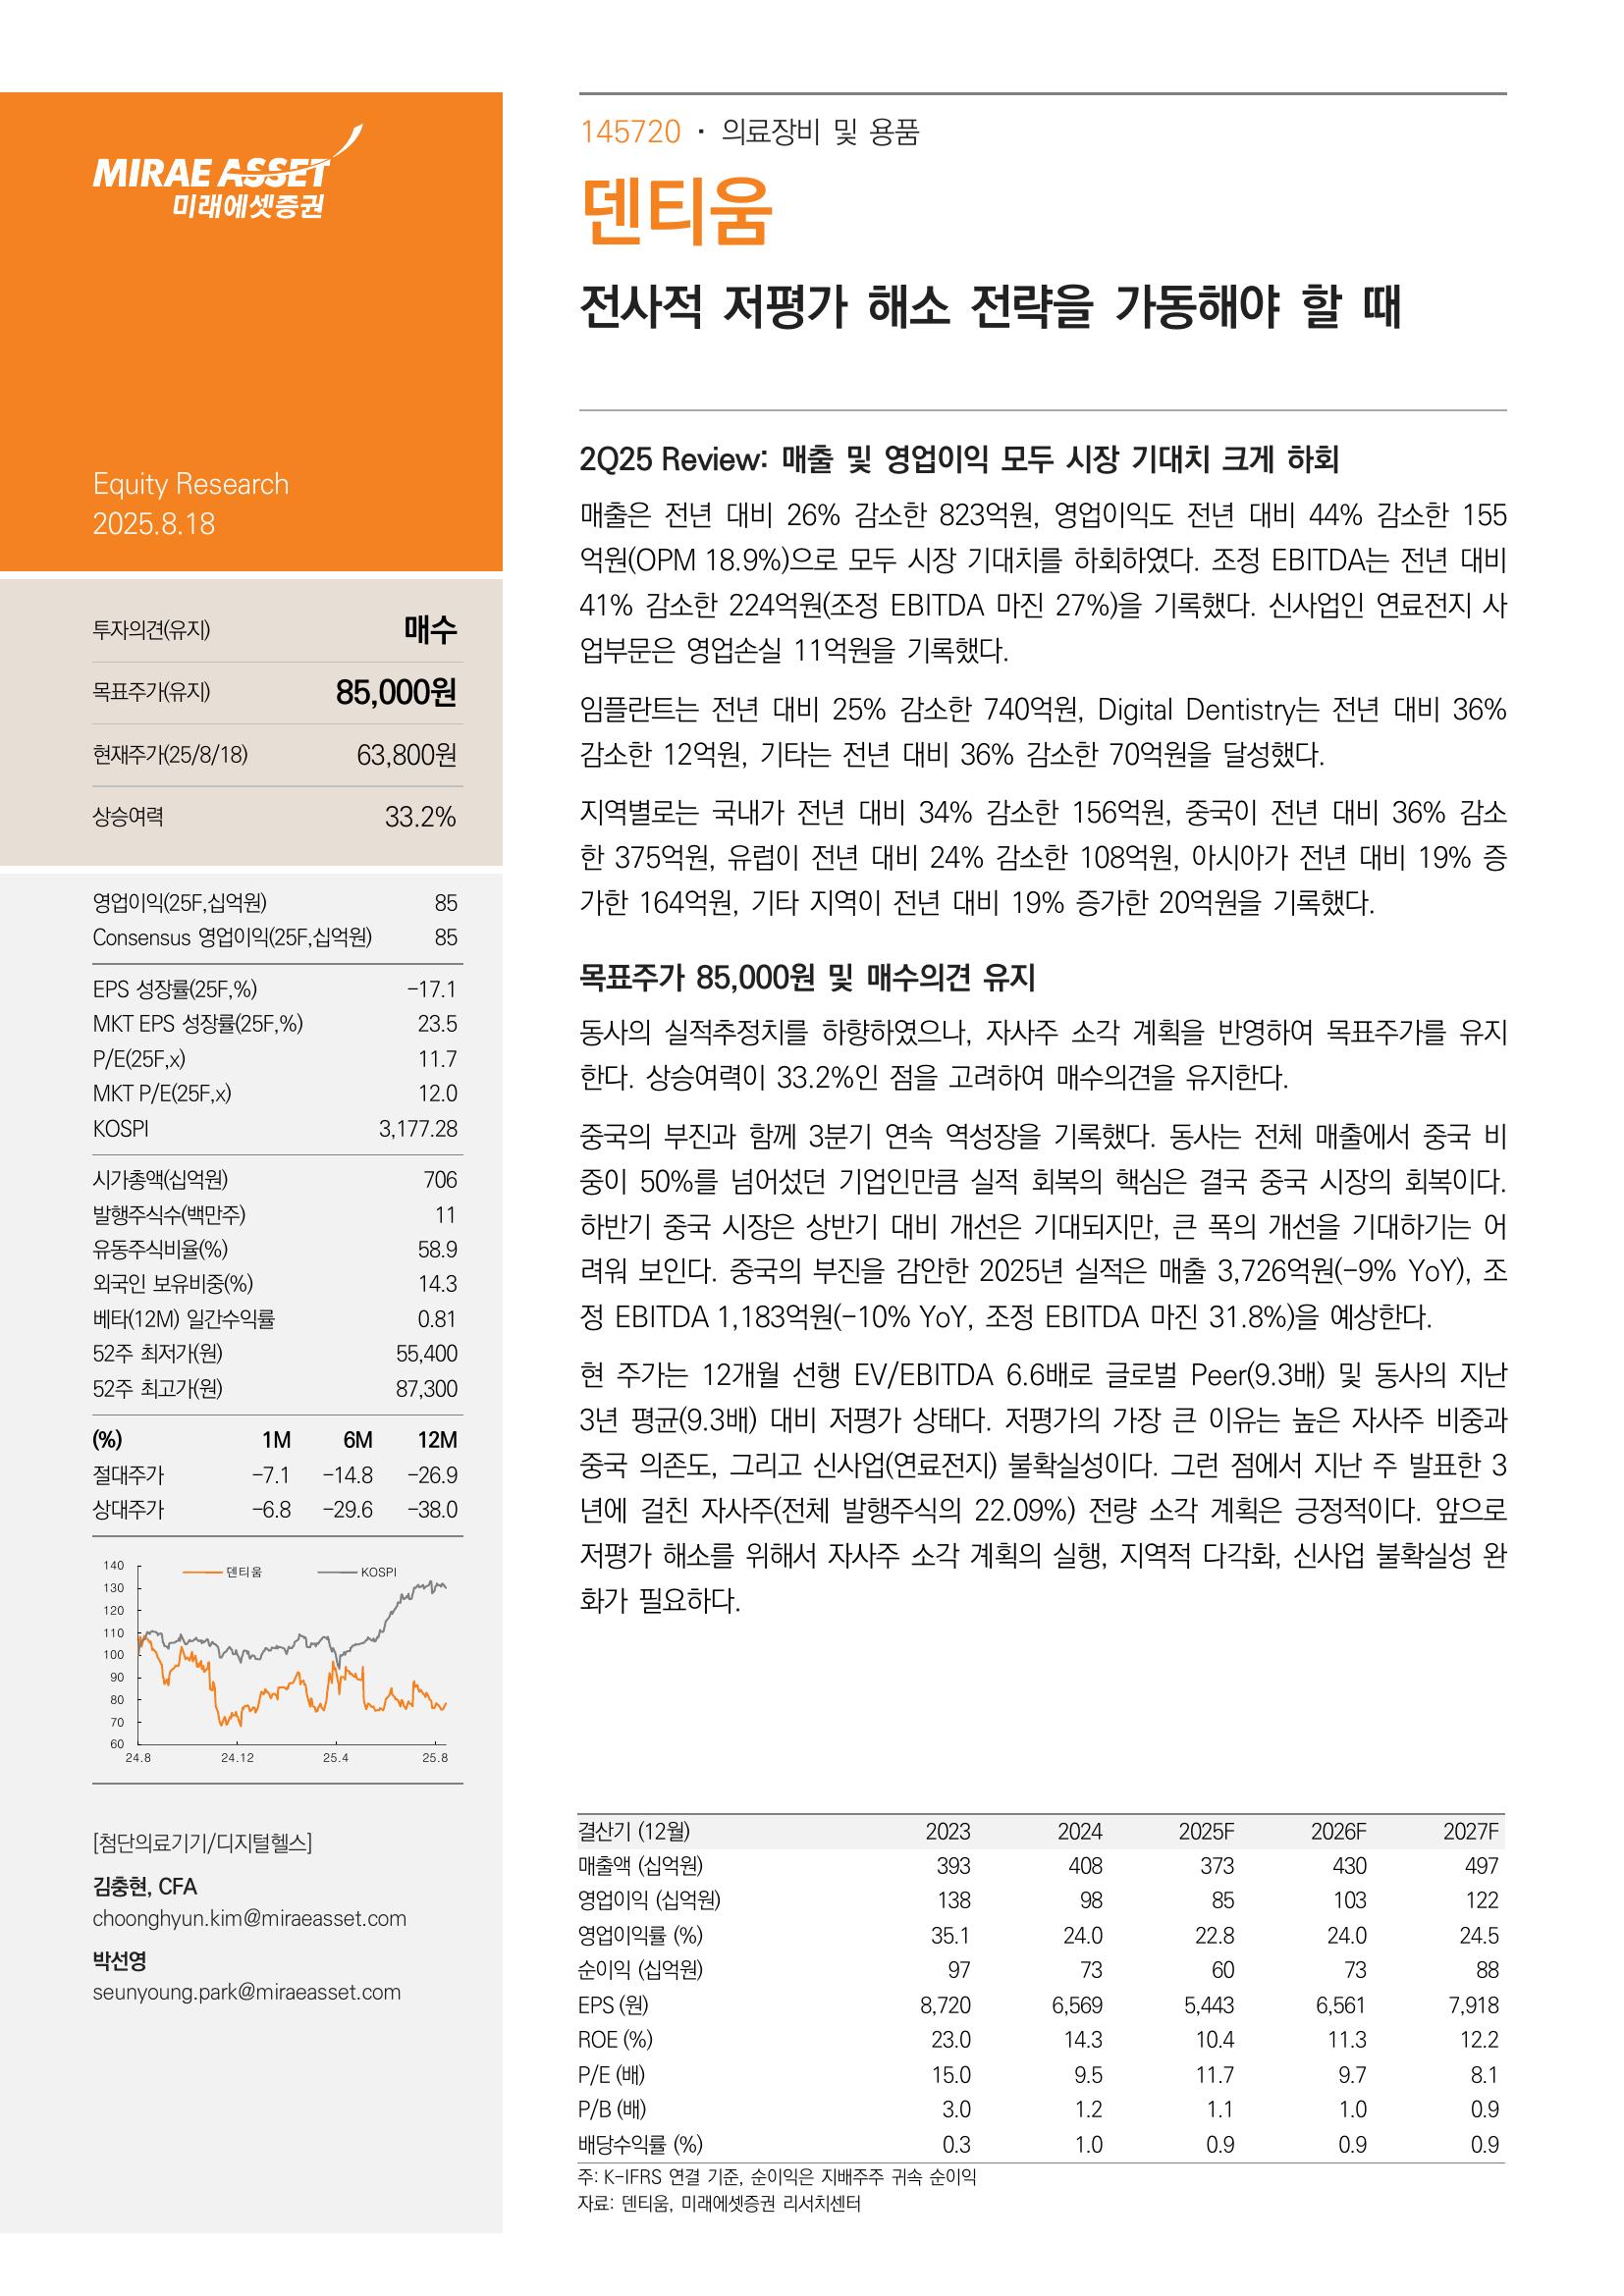 MIRAE ASSET
미래에셋증권
Equity Research
2025.8.18
투자의견(유지) 매수
목표주가(유지) 85,000원
현재주가(25/8/18) 63,800원
상승여력 33.2%
영업이익(25F,십억원) 85
Consensus 영업이익(25F,십억원) 85
EPS 성장률(25F,%) -17.1
MKT EPS 성장률(25F,%) 23.5
P/E(25F,x) 11.7
MKT P/E(25F,x) 12.0
KOSPI 3,177.28
시가총액(십억원) 706
발행주식수(백만주) 11
유동주식비율(%) 58.9
외국인 보유비중(%) 14.3
베타(12M) 일간수익률 0.81
52주 최저가(원) 55,400
52주 최고가(원) 87,300
(%) 1M 6M 12M
절대주가 -7.1 -14.8 -26.9
상대주가 -6.8 -29.6 -38.0
덴티움 KOSPI
140
130
120
110
100
90
80
70
60
24.8 24.12 25.4 25.8
[첨단의료기기/디지털헬스]
김충현, CFA
choonghyun.kim@miraeasset.com
박선영
seunyoung.park@miraeasset.com
145720 · 의료장비 및 용품
덴티움
전사적 저평가 해소 전략을 가동해야 할 때
2Q25 Review: 매출 및 영업이익 모두 시장 기대치 크게 하회
매출은 전년 대비 26% 감소한 823억원, 영업이익도 전년 대비 44% 감소한 155
억원(OPM 18.9%)으로 모두 시장 기대치를 하회하였다. 조정 EBITDA는 전년 대비
41% 감소한 224억원(조정 EBITDA 마진 27%)을 기록했다. 신사업인 연료전지 사
업부문은 영업손실 11억원을 기록했다.
임플란트는 전년 대비 25% 감소한 740억원, Digital Dentistry는 전년 대비 36%
감소한 12억원, 기타는 전년 대비 36% 감소한 70억원을 달성했다.
지역별로는 국내가 전년 대비 34% 감소한 156억원, 중국이 전년 대비 36% 감소
한 375억원, 유럽이 전년 대비 24% 감소한 108억원, 아시아가 전년 대비 19% 증
가한 164억원, 기타 지역이 전년 대비 19% 증가한 20억원을 기록했다.
목표주가 85,000원 및 매수의견 유지
동사의 실적추정치를 하향하였으나, 자사주 소각 계획을 반영하여 목표주가를 유지
한다. 상승여력이 33.2%인 점을 고려하여 매수의견을 유지한다.
중국의 부진과 함께 3분기 연속 역성장을 기록했다. 동사는 전체 매출에서 중국 비
중이 50%를 넘어섰던 기업인만큼 실적 회복의 핵심은 결국 중국 시장의 회복이다.
하반기 중국 시장은 상반기 대비 개선은 기대되지만, 큰 폭의 개선을 기대하기는 어
려워 보인다. 중국의 부진을 감안한 2025년 실적은 매출 3,726억원(-9% YoY), 조
정 EBITDA 1,183억원(-10% YoY, 조정 EBITDA 마진 31.8%)을 예상한다.
현 주가는 12개월 선행 EV/EBITDA 6.6배로 글로벌 Peer(9.3배) 및 동사의 지난
3년 평균(9.3배) 대비 저평가 상태다. 저평가의 가장 큰 이유는 높은 자사주 비중과
중국 의존도, 그리고 신사업(연료전지) 불확실성이다. 그런 점에서 지난 주 발표한 3
년에 걸친 자사주(전체 발행주식의 22.09%) 전량 소각 계획은 긍정적이다. 앞으로
저평가 해소를 위해서 자사주 소각 계획의 실행, 지역적 다각화, 신사업 불확실성 완
화가 필요하다.
결산기 (12월) 2023 2024 2025F 2026F 2027F
매출액 (십억원) 393 408 373 430 497
영업이익 (십억원) 138 98 85 103 122
영업이익률 (%) 35.1 24.0 22.8 24.0 24.5
순이익 (십억원) 97 73 60 73 88
EPS (원) 8,720 6,569 5,443 6,561 7,918
ROE (%) 23.0 14.3 10.4 11.3 12.2
P/E (배) 15.0 9.5 11.7 9.7 8.1
P/B (배) 3.0 1.2 1.1 1.0 0.9
배당수익률 (%) 0.3 1.0 0.9 0.9 0.9
주: K-IFRS 연결 기준, 순이익은 지배주주 귀속 순이익
자료: 덴티움, 미래에셋증권 리서치센터